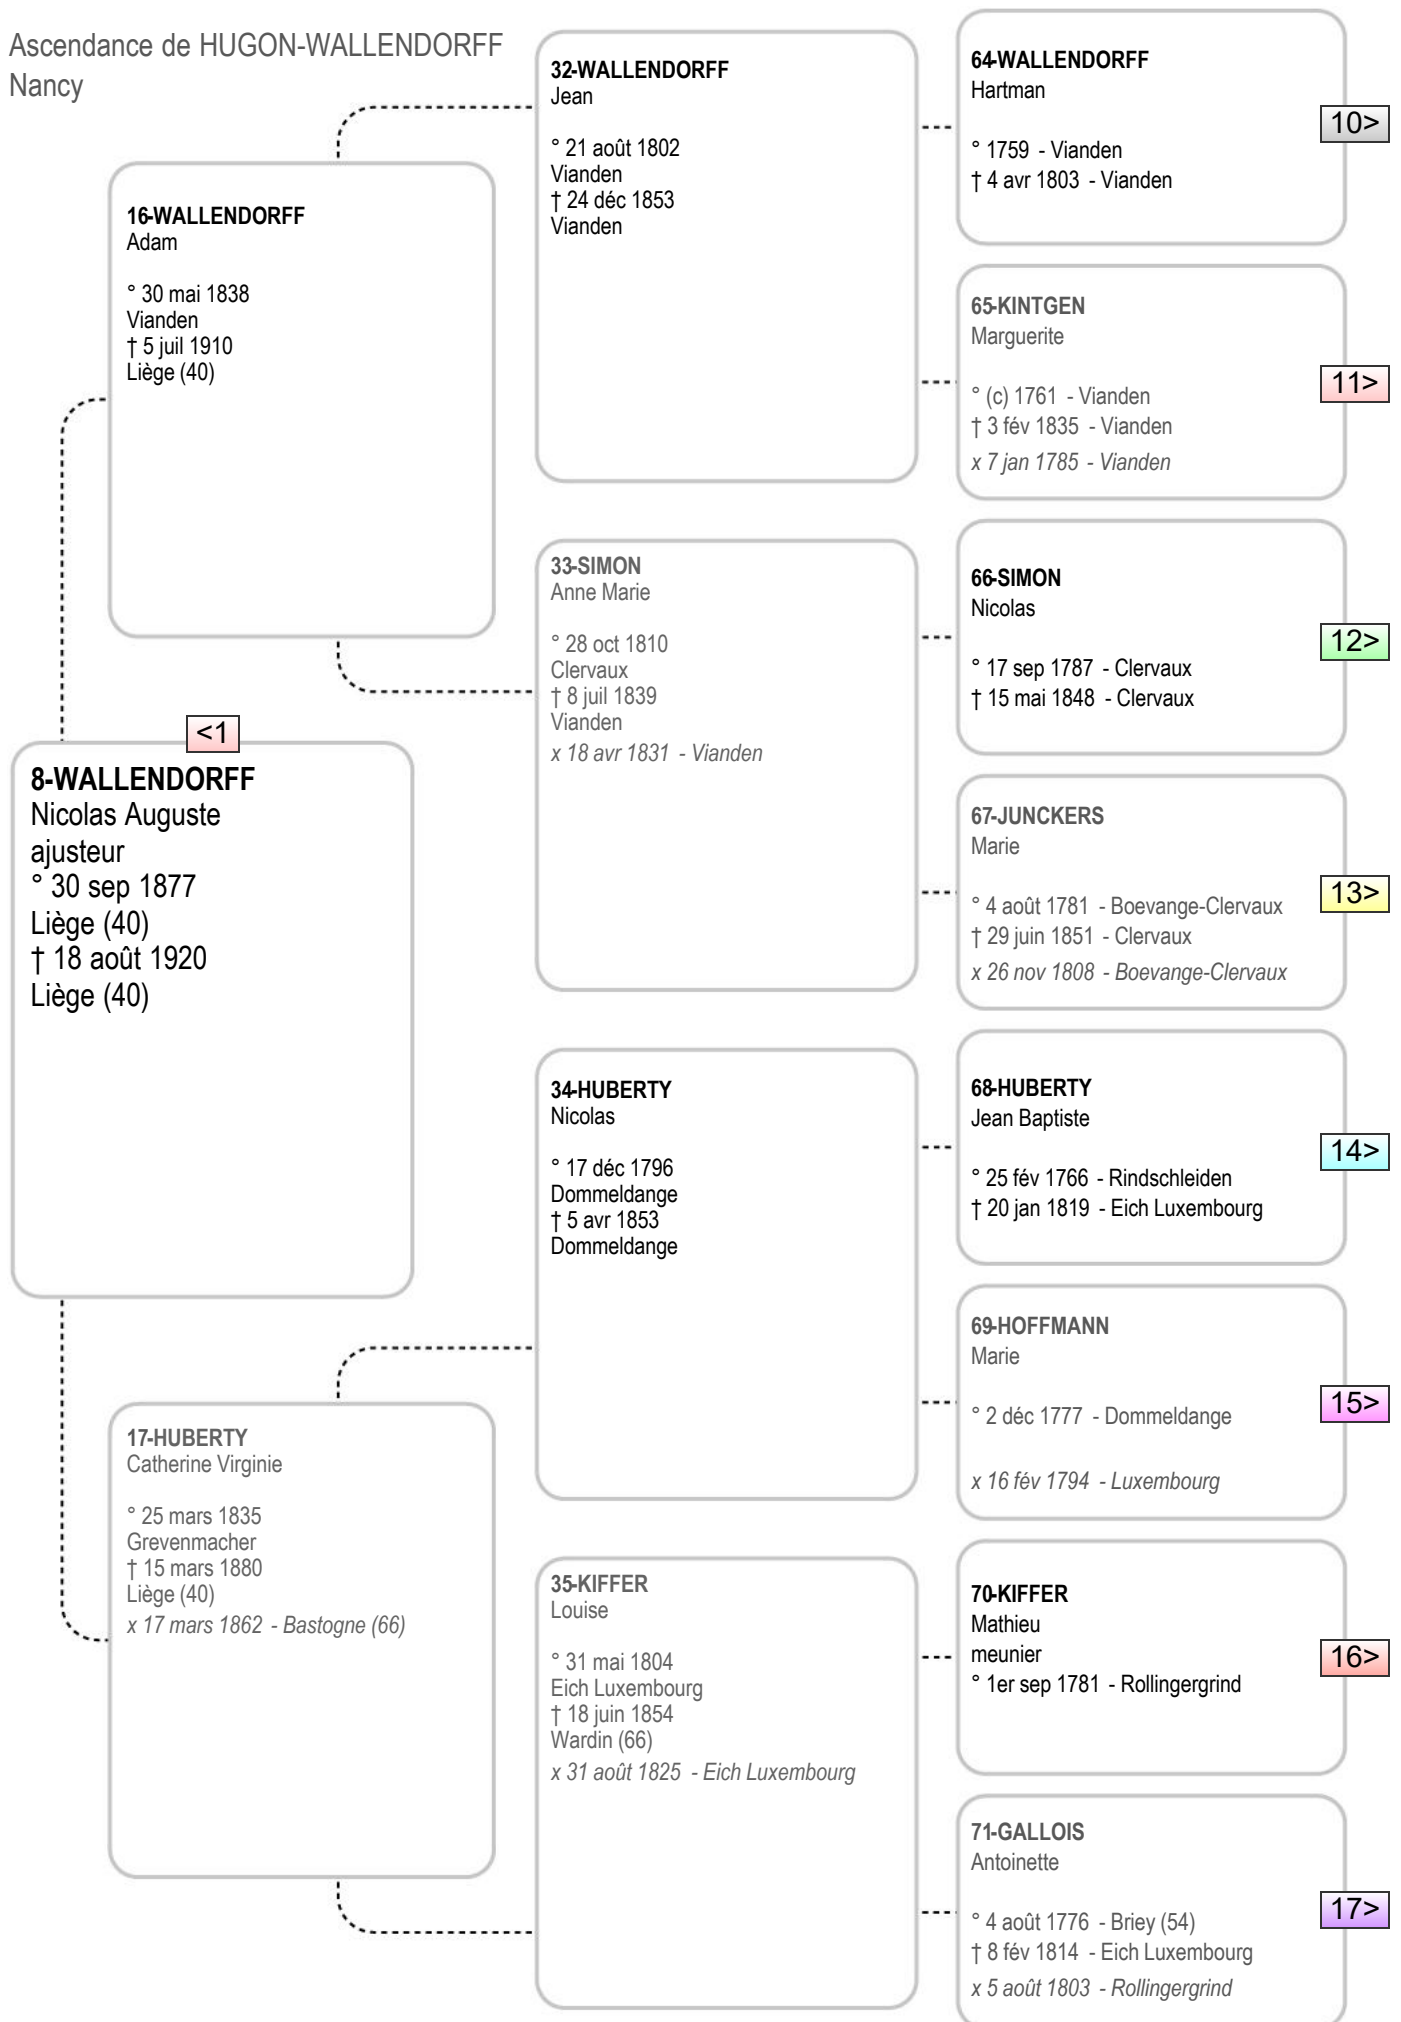 Ascendance de HUGON-WALLENDORFF
Nancy
<1
8-WALLENDORFF
Nicolas Auguste
ajusteur
° 30 sep 1877
Liège (40)
† 18 août 1920
Liège (40)
16-WALLENDORFF
Adam
° 30 mai 1838
Vianden
† 5 juil 1910
Liège (40)
17-HUBERTY
Catherine Virginie
° 25 mars 1835
Grevenmacher
† 15 mars 1880
Liège (40)
x 17 mars 1862 - Bastogne (66)
32-WALLENDORFF
Jean
° 21 août 1802
Vianden
† 24 déc 1853
Vianden
33-SIMON
Anne Marie
° 28 oct 1810
Clervaux
† 8 juil 1839
Vianden
x 18 avr 1831 - Vianden
34-HUBERTY
Nicolas
° 17 déc 1796
Dommeldange
† 5 avr 1853
Dommeldange
35-KIFFER
Louise
° 31 mai 1804
Eich Luxembourg
† 18 juin 1854
Wardin (66)
x 31 août 1825 - Eich Luxembourg
64-WALLENDORFF
Hartman
° 1759 - Vianden
† 4 avr 1803 - Vianden
10>
65-KINTGEN
Marguerite
° (c) 1761 - Vianden
† 3 fév 1835 - Vianden
x 7 jan 1785 - Vianden
11>
66-SIMON
Nicolas
° 17 sep 1787 - Clervaux
† 15 mai 1848 - Clervaux
12>
67-JUNCKERS
Marie
° 4 août 1781 - Boevange-Clervaux
† 29 juin 1851 - Clervaux
x 26 nov 1808 - Boevange-Clervaux
13>
68-HUBERTY
Jean Baptiste
° 25 fév 1766 - Rindschleiden
† 20 jan 1819 - Eich Luxembourg
14>
69-HOFFMANN
Marie
° 2 déc 1777 - Dommeldange
x 16 fév 1794 - Luxembourg
15>
70-KIFFER
Mathieu
meunier
° 1er sep 1781 - Rollingergrind
16>
71-GALLOIS
Antoinette
° 4 août 1776 - Briey (54)
† 8 fév 1814 - Eich Luxembourg
x 5 août 1803 - Rollingergrind
17>